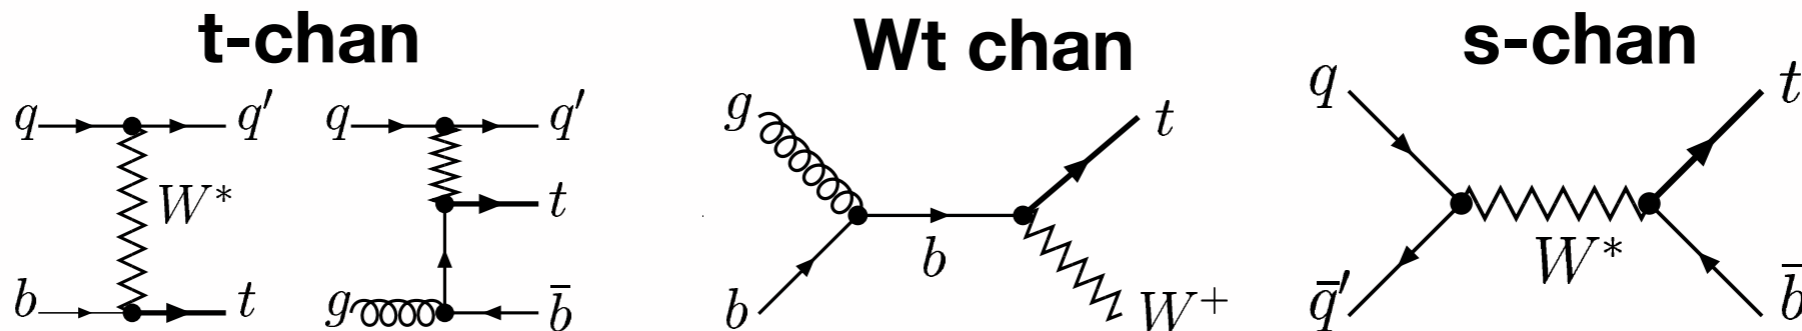 t-chan
q q′
W*
b t
q q′
t
g b̄
Wt chan
g t
b
b W⁺
s-chan
q t
W*
q̄′ b̄